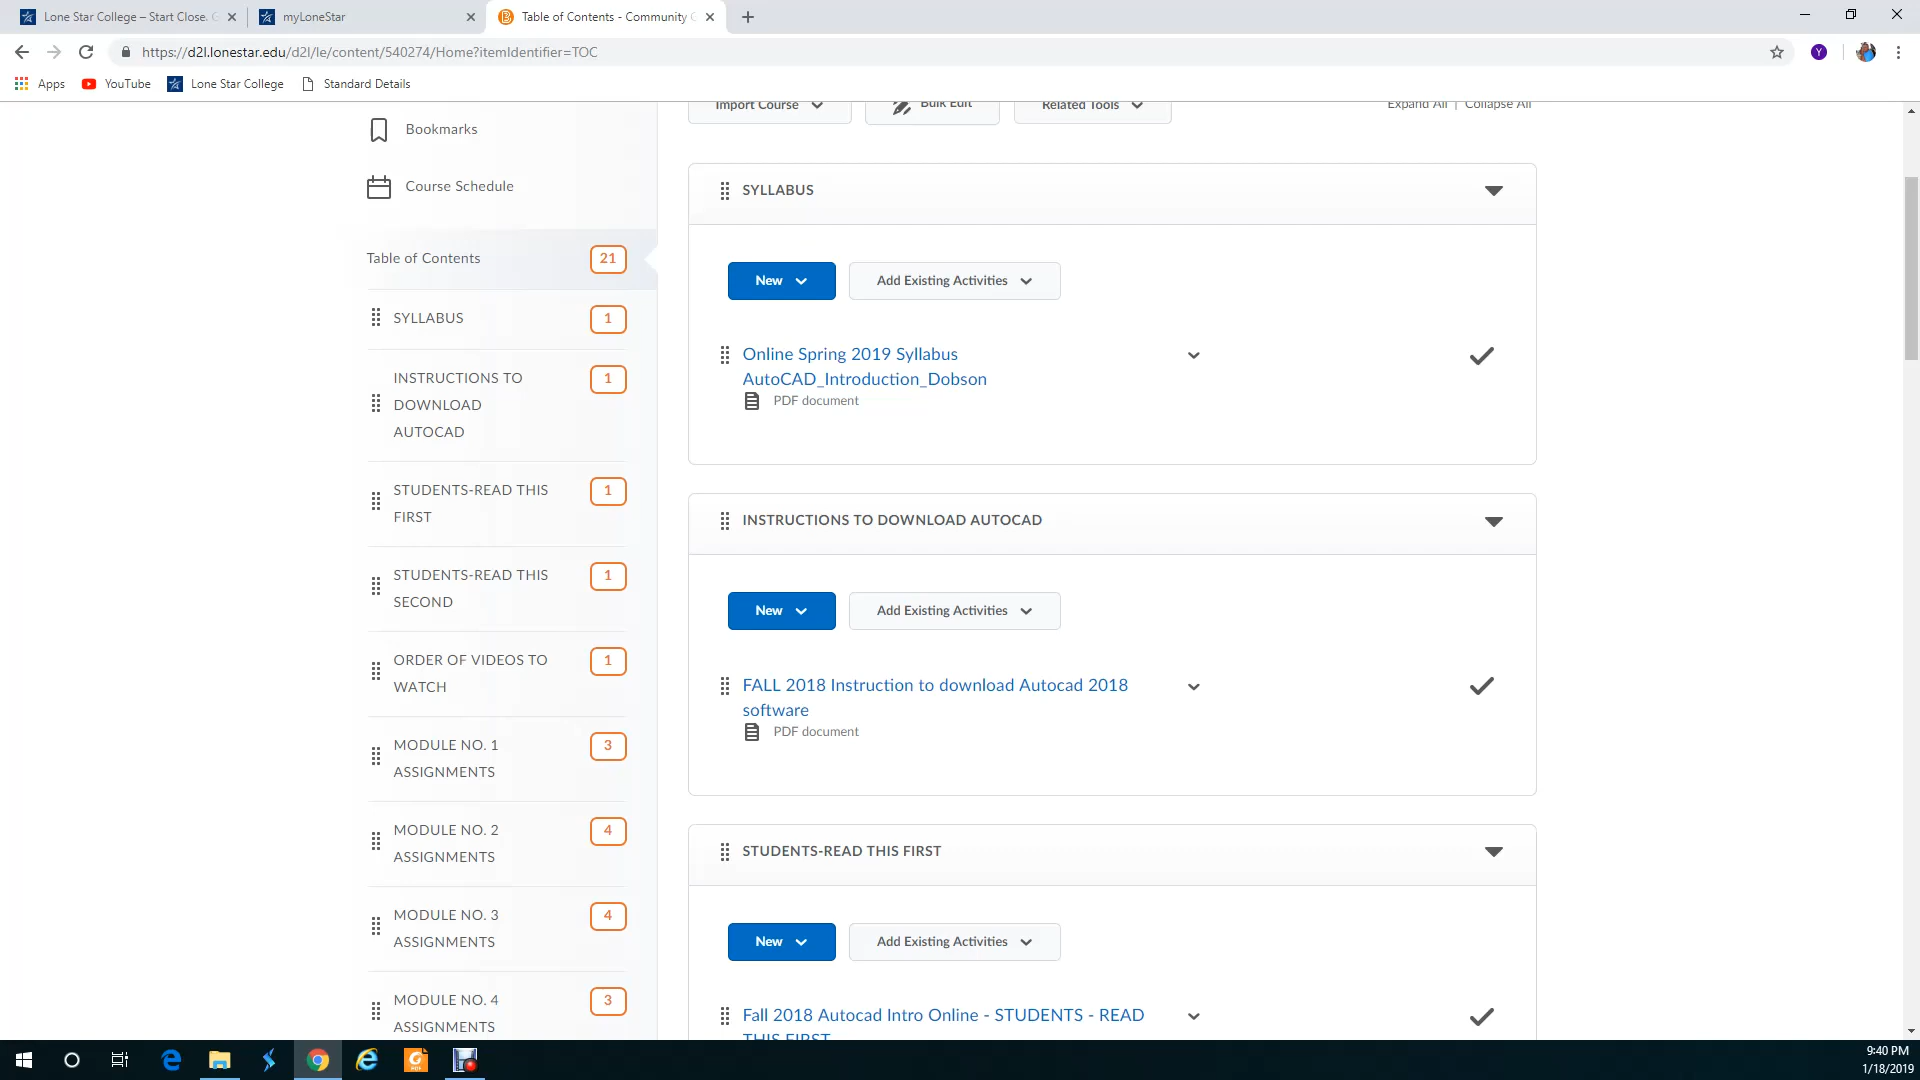 Lone Star College – Start Close.
myLoneStar
Table of Contents - Community
https://d2l.lonestar.edu/d2l/le/content/540274/Home?itemIdentifier=TOC
Y
Apps
YouTube
Lone Star College
Standard Details
Import Course
Bulk Edit
Related Tools
Expand All | Collapse All
Bookmarks
Course Schedule
Table of Contents
21
SYLLABUS
1
INSTRUCTIONS TO
DOWNLOAD
AUTOCAD
1
STUDENTS-READ THIS
FIRST
1
STUDENTS-READ THIS
SECOND
1
ORDER OF VIDEOS TO
WATCH
1
MODULE NO. 1
ASSIGNMENTS
3
MODULE NO. 2
ASSIGNMENTS
4
MODULE NO. 3
ASSIGNMENTS
4
MODULE NO. 4
ASSIGNMENTS
3
SYLLABUS
New
Add Existing Activities
Online Spring 2019 Syllabus
AutoCAD_Introduction_Dobson
PDF document
INSTRUCTIONS TO DOWNLOAD AUTOCAD
New
Add Existing Activities
FALL 2018 Instruction to download Autocad 2018
software
PDF document
STUDENTS-READ THIS FIRST
New
Add Existing Activities
Fall 2018 Autocad Intro Online - STUDENTS - READ
THIS FIRST
9:40 PM
1/18/2019